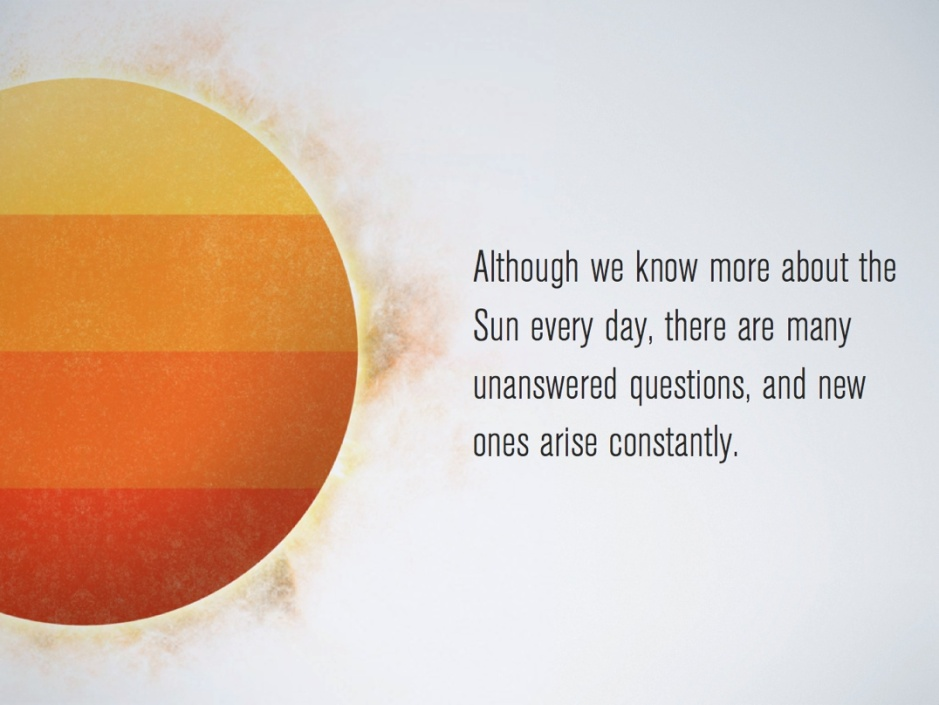 Although we know more about the
Sun every day, there are many
unanswered questions, and new
ones arise constantly.